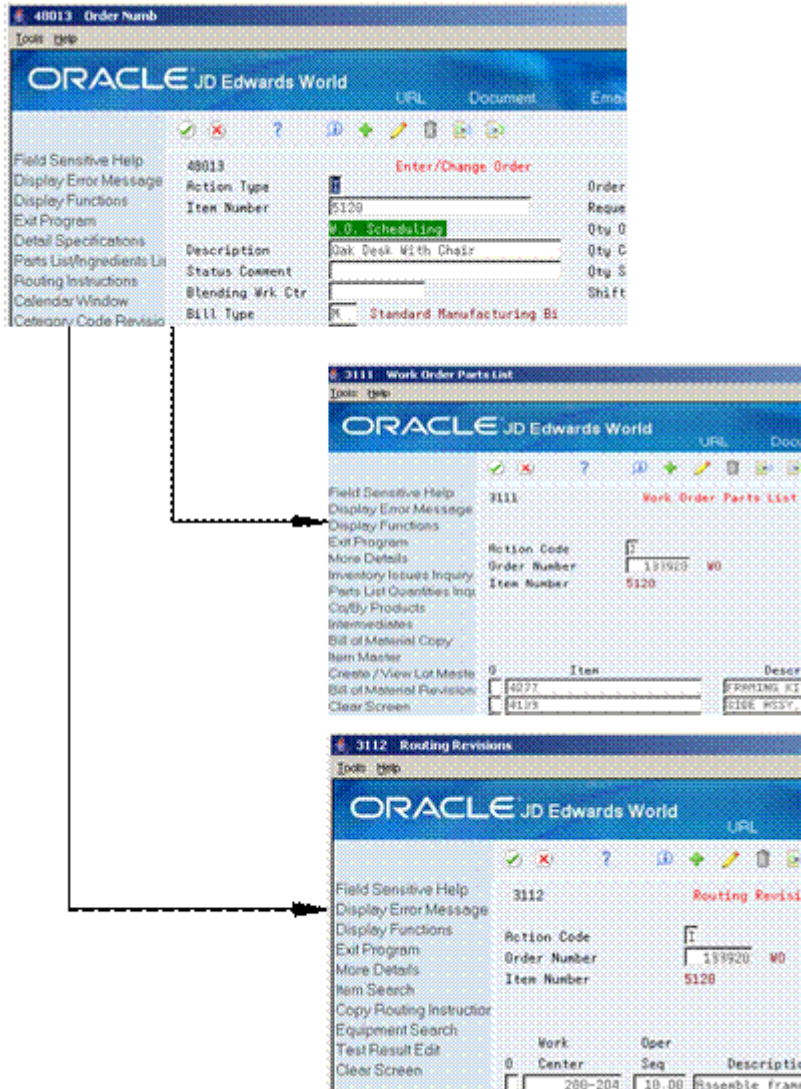 48013 Order Numb
Tools Help
ORACLE JD Edwards World
URL Document Email
Field Sensitive Help
Display Error Message
Display Functions
Exit Program
Detail Specifications
Parts List/Ingredients Lis
Routing Instructions
Calendar Window
Category Code Revisio
48013 Enter/Change Order
Action Type I Order
Item Number 5120 Reque
W.O. Scheduling Qty O
Description Oak Desk With Chair Qty C
Status Comment Qty S
Blending Wrk Ctr Shift
Bill Type M Standard Manufacturing Bi
3111 Work Order Parts List
Tools Help
ORACLE JD Edwards World
URL Docu
Field Sensitive Help
Display Error Message
Display Functions
Exit Program
More Details
Inventory Issues Inquiry
Parts List Quantities Inqu
Co/By Products
Intermediates
Bill of Material Copy
Item Master
Create / View Lot Maste
Bill of Material Revision
Clear Screen
3111 Work Order Parts List
Action Code I
Order Number 133920 WO
Item Number 5120
O Item Descr
4277 FRAMING KI
4129 SIDE ASSY,
3112 Routing Revisions
Tools Help
ORACLE JD Edwards World
URL
Field Sensitive Help
Display Error Message
Display Functions
Exit Program
More Details
Item Search
Copy Routing Instruction
Equipment Search
Test Result Edit
Clear Screen
3112 Routing Revisi
Action Code I
Order Number 133920 WO
Item Number 5120
Work Oper
O Center Seq Descriptio
200-204 10.00 Assemble fram